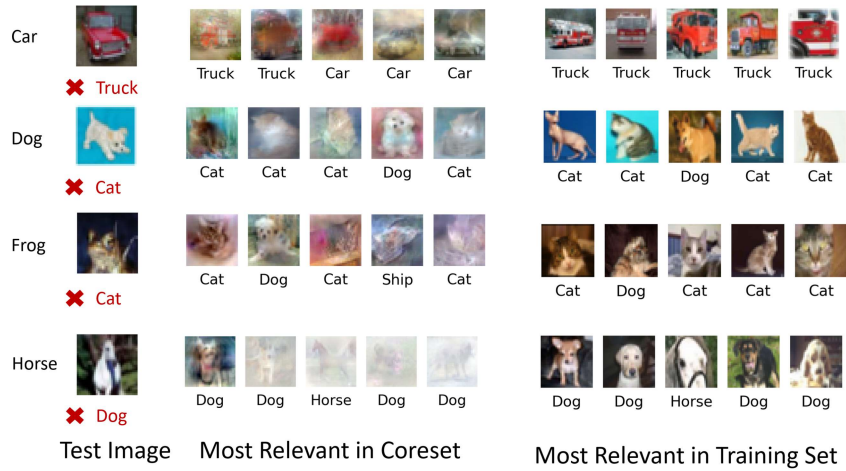 Car
Truck Truck Car Car Car
Truck Truck Truck Truck Truck
✖ Truck
Dog
Cat Cat Cat Dog Cat
Cat Cat Dog Cat Cat
✖ Cat
Frog
Cat Dog Cat Ship Cat
Cat Dog Cat Cat Cat
✖ Cat
Horse
Dog Dog Horse Dog Dog
Dog Dog Horse Dog Dog
✖ Dog
Test Image Most Relevant in Coreset Most Relevant in Training Set